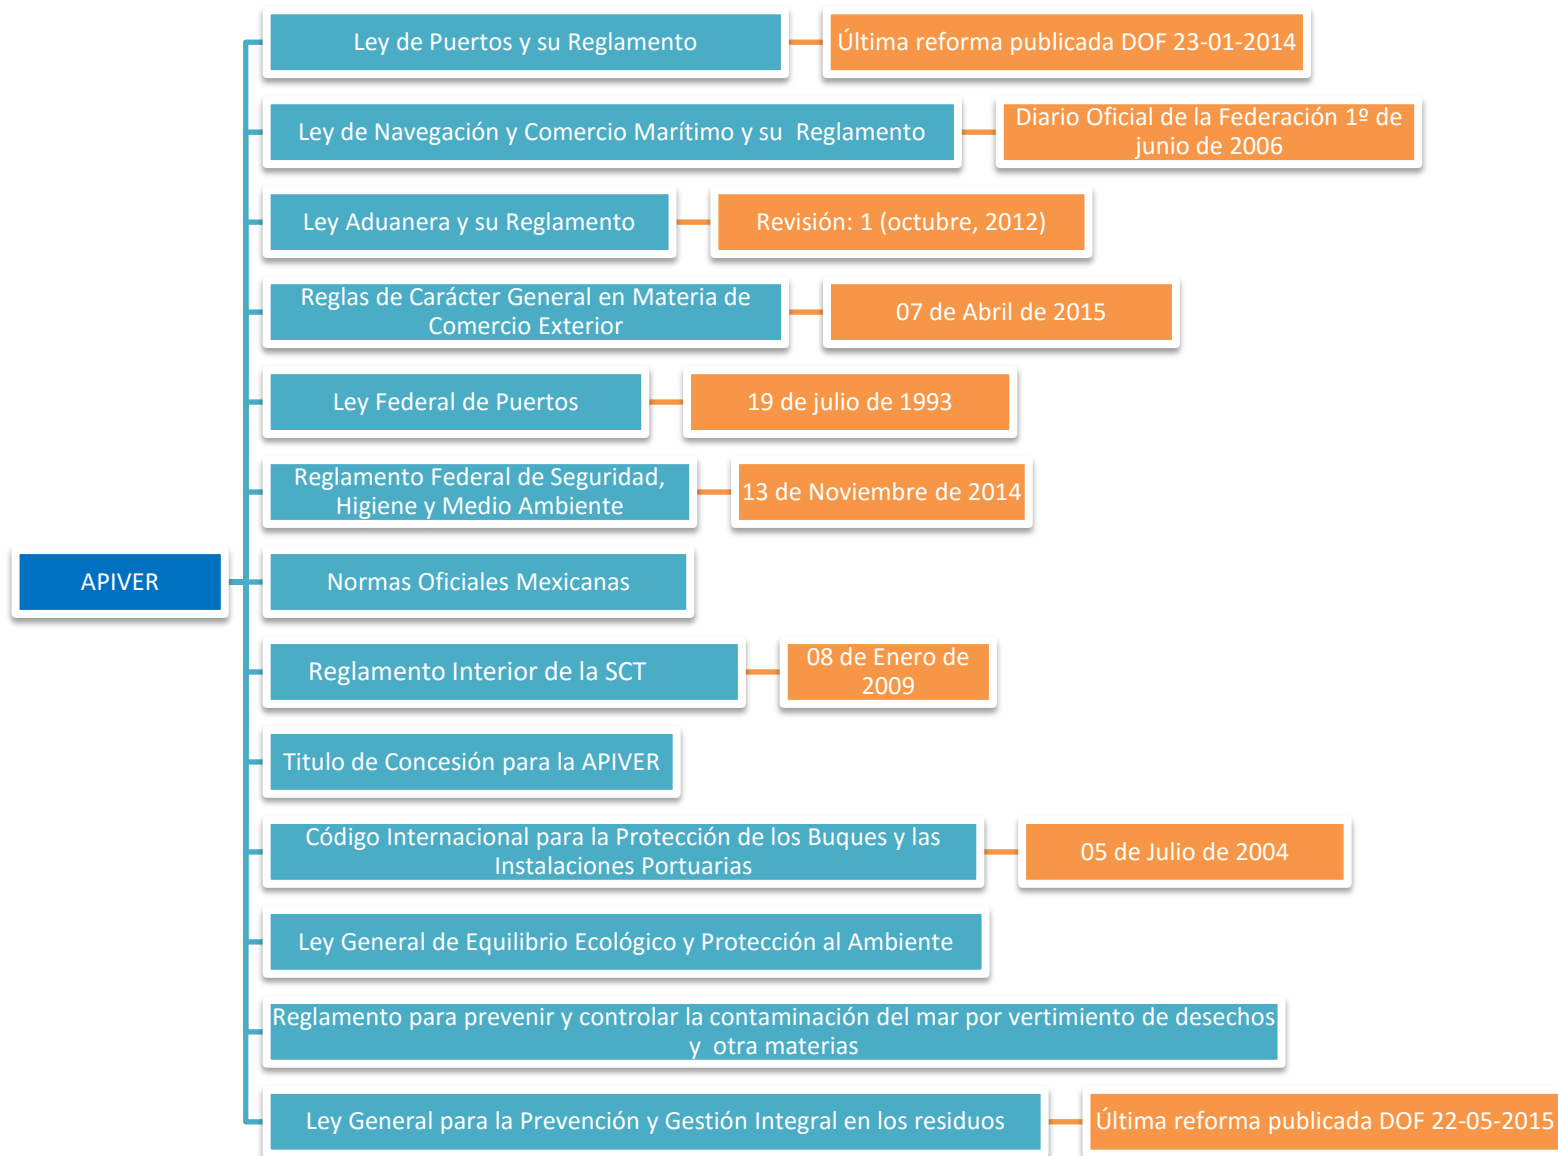 Ley de Puertos y su Reglamento
Última reforma publicada DOF 23-01-2014
Ley de Navegación y Comercio Marítimo y su  Reglamento
Diario Oficial de la Federación 1º de
junio de 2006
Ley Aduanera y su Reglamento
Revisión: 1 (octubre, 2012)
Reglas de Carácter General en Materia de
Comercio Exterior
07 de Abril de 2015
Ley Federal de Puertos
19 de julio de 1993
Reglamento Federal de Seguridad,
Higiene y Medio Ambiente
13 de Noviembre de 2014
APIVER
Normas Oficiales Mexicanas
Reglamento Interior de la SCT
08 de Enero de
2009
Titulo de Concesión para la APIVER
Código Internacional para la Protección de los Buques y las
Instalaciones Portuarias
05 de Julio de 2004
Ley General de Equilibrio Ecológico y Protección al Ambiente
Reglamento para prevenir y controlar la contaminación del mar por vertimiento de desechos
y  otra materias
Ley General para la Prevención y Gestión Integral en los residuos
Última reforma publicada DOF 22-05-2015